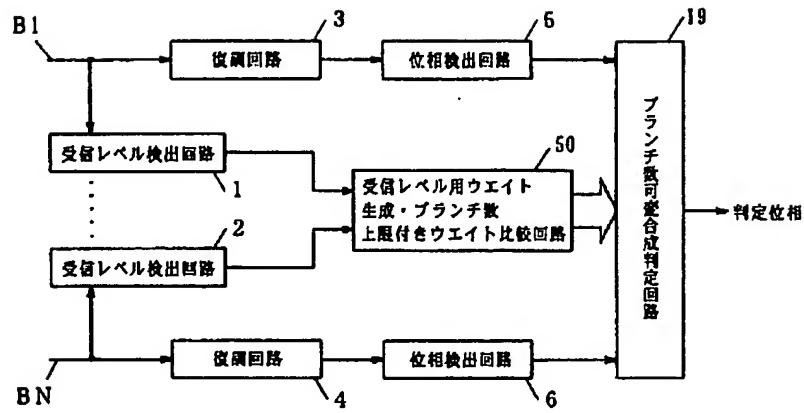 B1
3
5
19
復調回路
位相検出回路
受信レベル検出回路
1
50
受信レベル用ウエイト
生成・ブランチ数
上限付きウエイト比較回路
ブランチ数可変合成判定回路
判定位相
2
受信レベル検出回路
復調回路
位相検出回路
BN
4
6